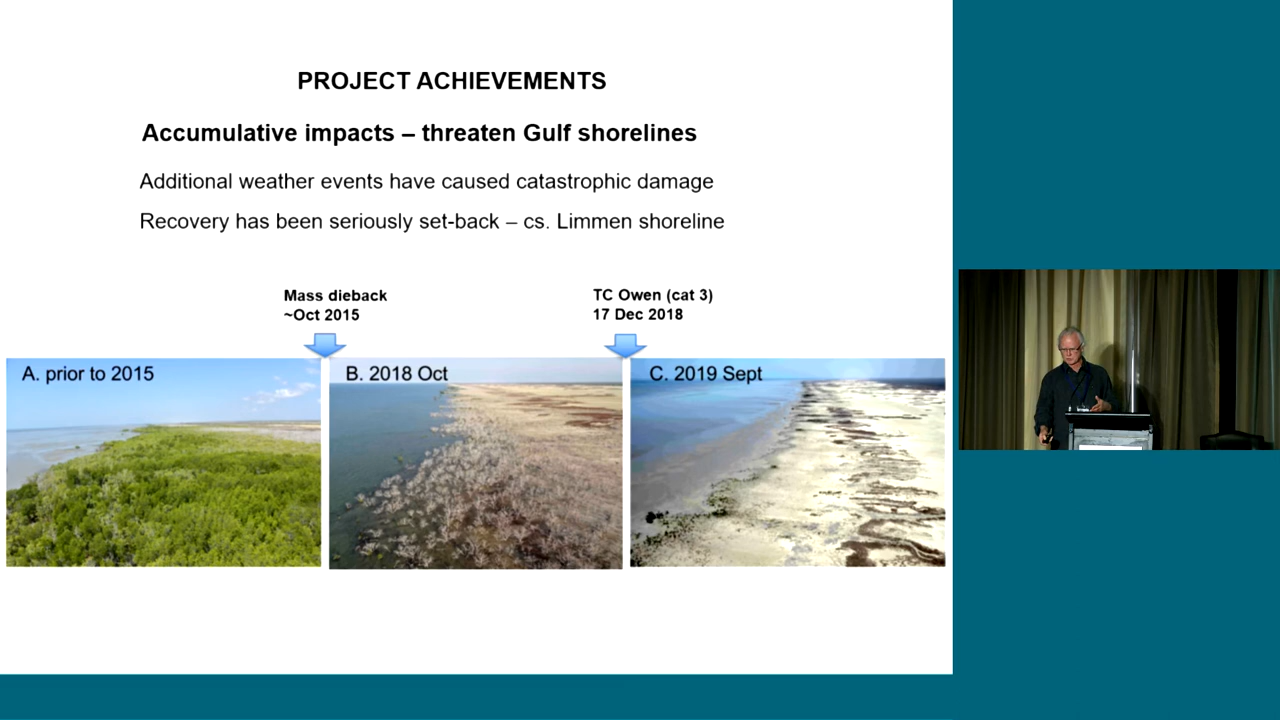 PROJECT ACHIEVEMENTS
Accumulative impacts – threaten Gulf shorelines
Additional weather events have caused catastrophic damage
Recovery has been seriously set-back – cs. Limmen shoreline
Mass dieback
~Oct 2015
TC Owen (cat 3)
17 Dec 2018
A. prior to 2015
B. 2018 Oct
C. 2019 Sept